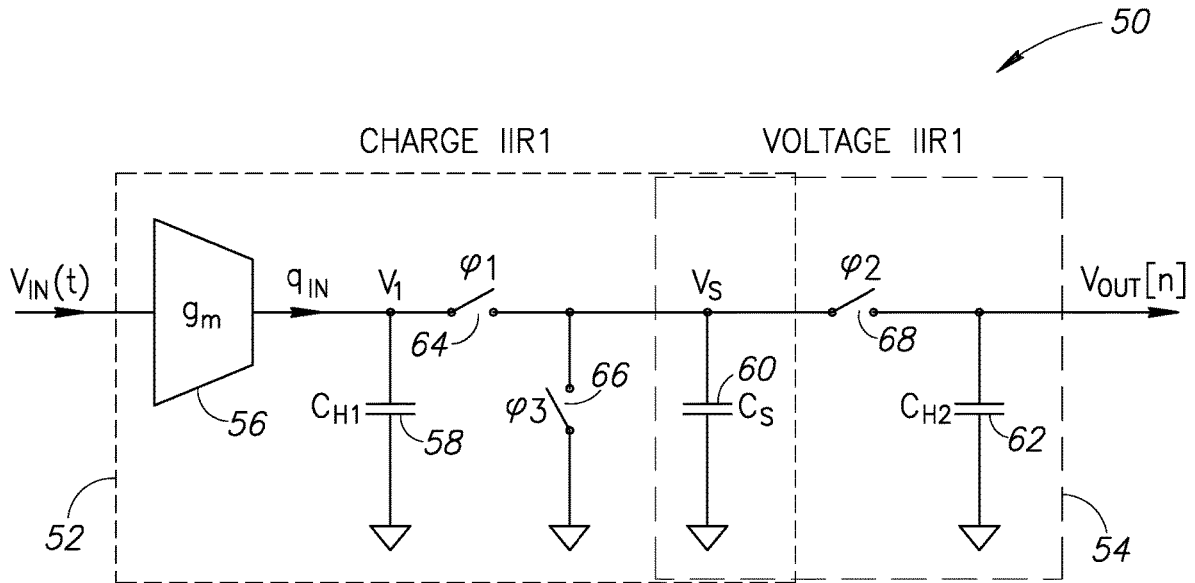 50
CHARGE IIR1
VOLTAGE IIR1
V_IN(t)
g_m
q_IN
V_1
φ1
V_S
φ2
V_OUT[n]
64
68
56
C_H1
58
φ3
66
60
C_S
C_H2
62
52
54